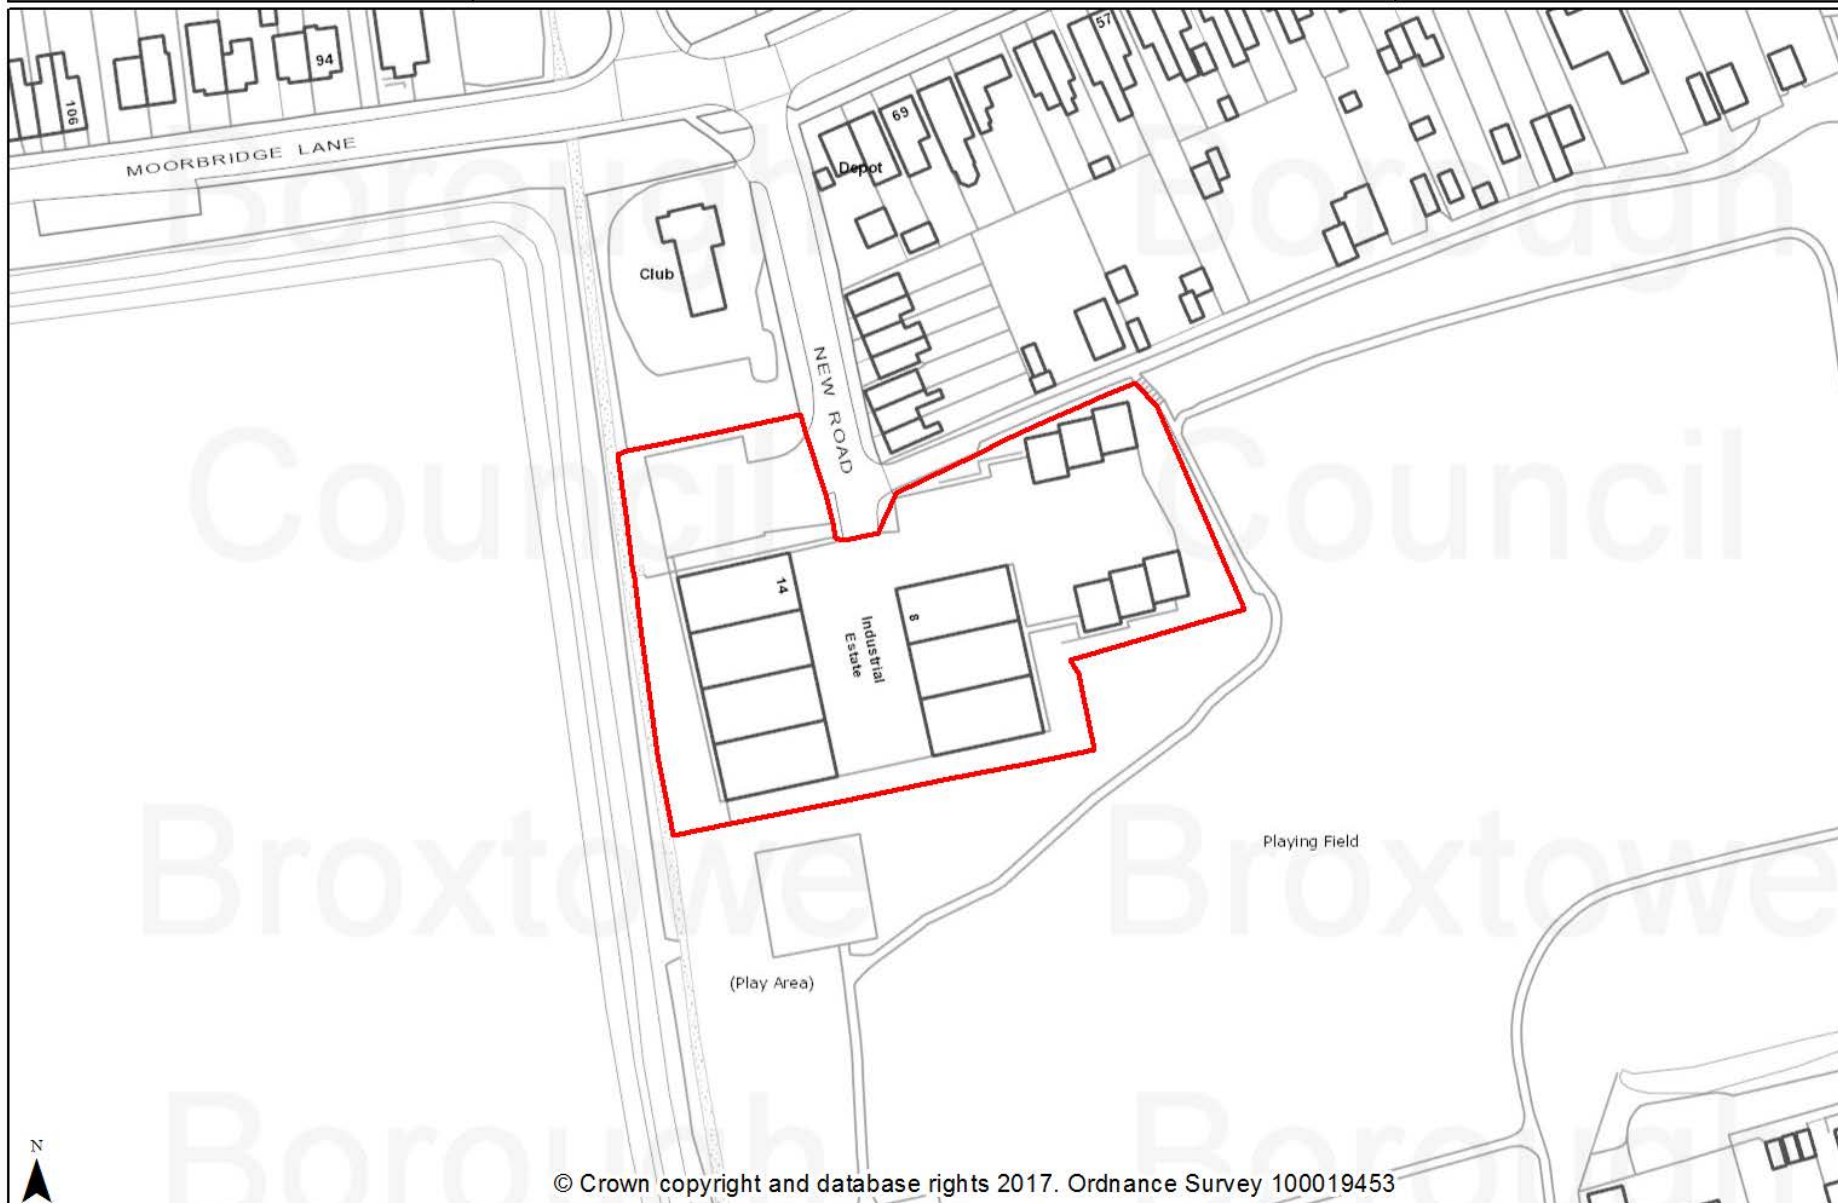 57
94
106
69
MOORBRIDGE LANE
Depot
Borough Borough
Club
NEW ROAD
Council Council
14
8
Industrial
Estate
Playing Field
Broxtowe Broxtowe
(Play Area)
Borough Borough
N
© Crown copyright and database rights 2017. Ordnance Survey 100019453